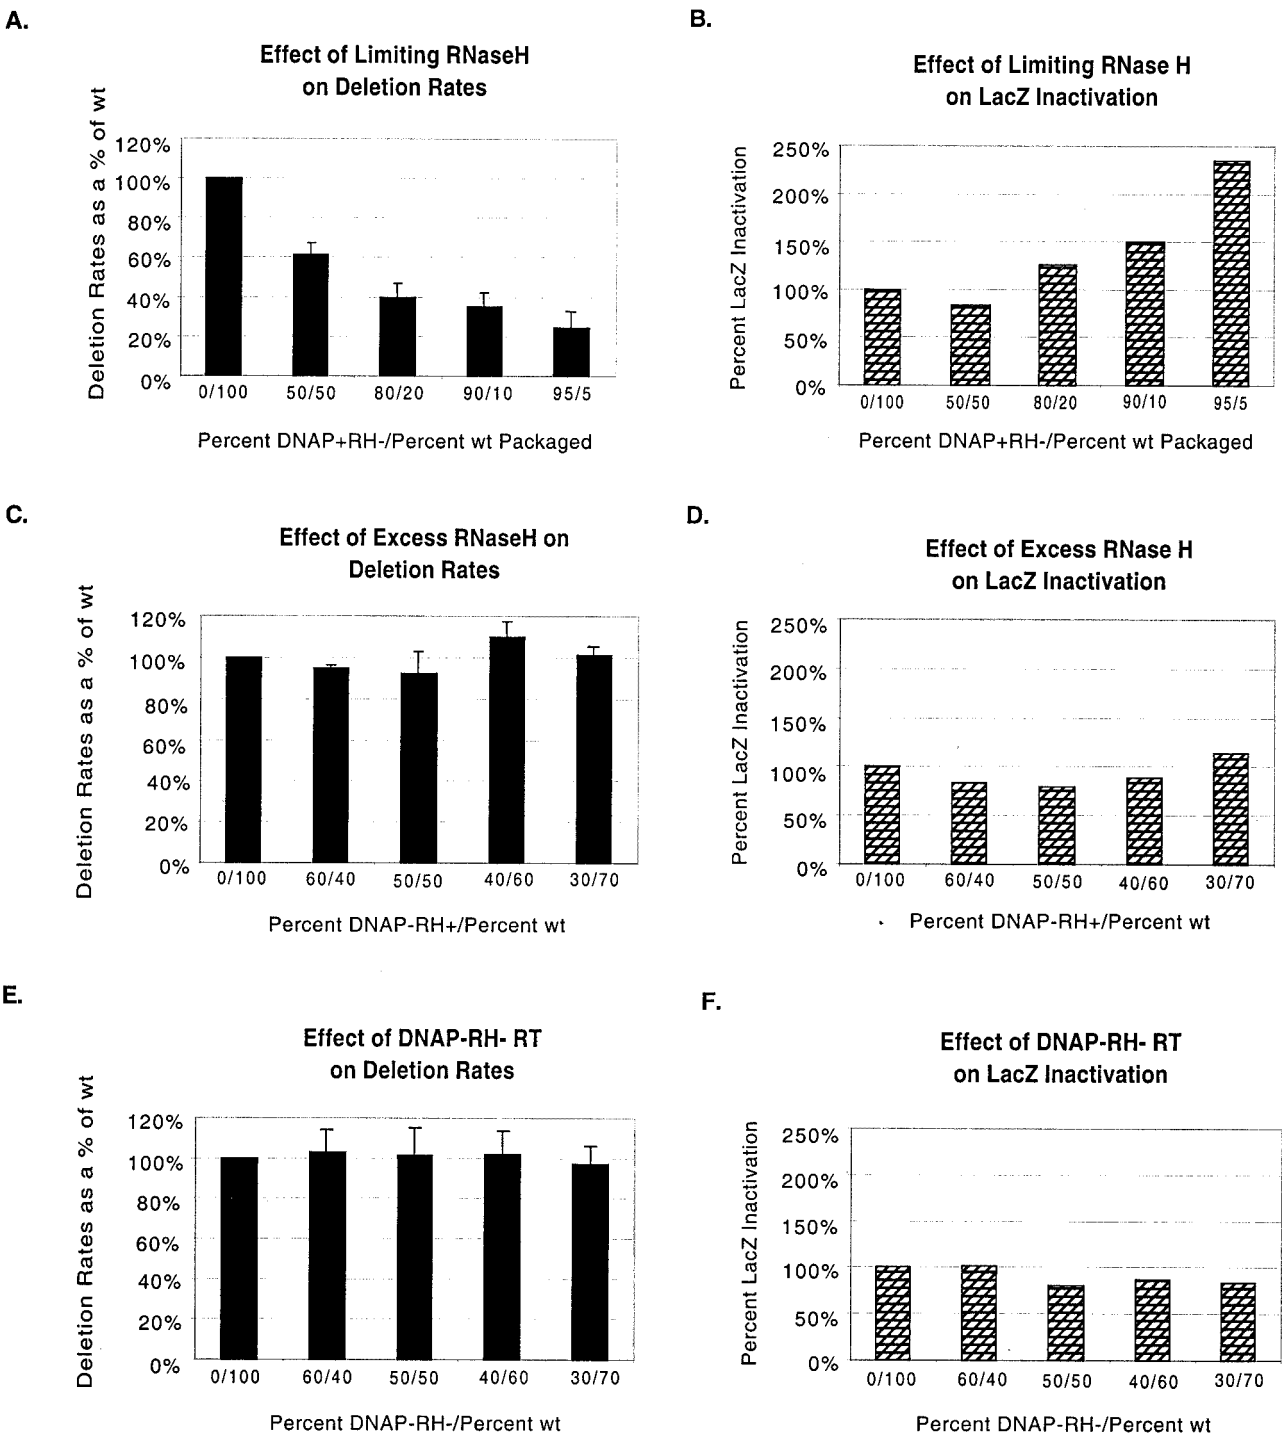 A.
Effect of Limiting RNaseH
on Deletion Rates
Deletion Rates as a % of wt
120%
100%
80%
60%
40%
20%
0%
0/100 50/50 80/20 90/10 95/5
Percent DNAP+RH-/Percent wt Packaged
B.
Effect of Limiting RNase H
on LacZ Inactivation
Percent LacZ Inactivation
250%
200%
150%
100%
50%
0%
0/100 50/50 80/20 90/10 95/5
Percent DNAP+RH-/Percent wt Packaged
C.
Effect of Excess RNaseH on
Deletion Rates
Deletion Rates as a % of wt
120%
100%
80%
60%
40%
20%
0%
0/100 60/40 50/50 40/60 30/70
Percent DNAP-RH+/Percent wt
D.
Effect of Excess RNase H
on LacZ Inactivation
Percent LacZ Inactivation
250%
200%
150%
100%
50%
0%
0/100 60/40 50/50 40/60 30/70
Percent DNAP-RH+/Percent wt
E.
Effect of DNAP-RH- RT
on Deletion Rates
Deletion Rates as a % of wt
120%
100%
80%
60%
40%
20%
0%
0/100 60/40 50/50 40/60 30/70
Percent DNAP-RH-/Percent wt
F.
Effect of DNAP-RH- RT
on LacZ Inactivation
Percent LacZ Inactivation
250%
200%
150%
100%
50%
0%
0/100 60/40 50/50 40/60 30/70
Percent DNAP-RH-/Percent wt